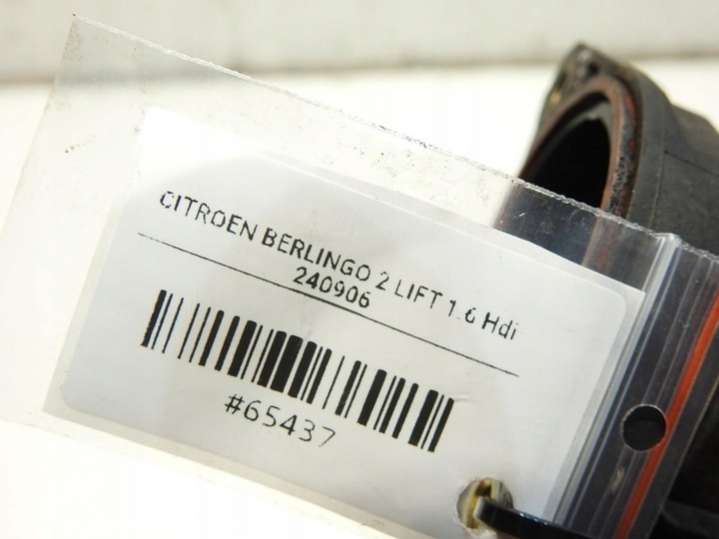 CITROEN BERLINGO 2 LIFT 1.6 Hdi
240906
#65437